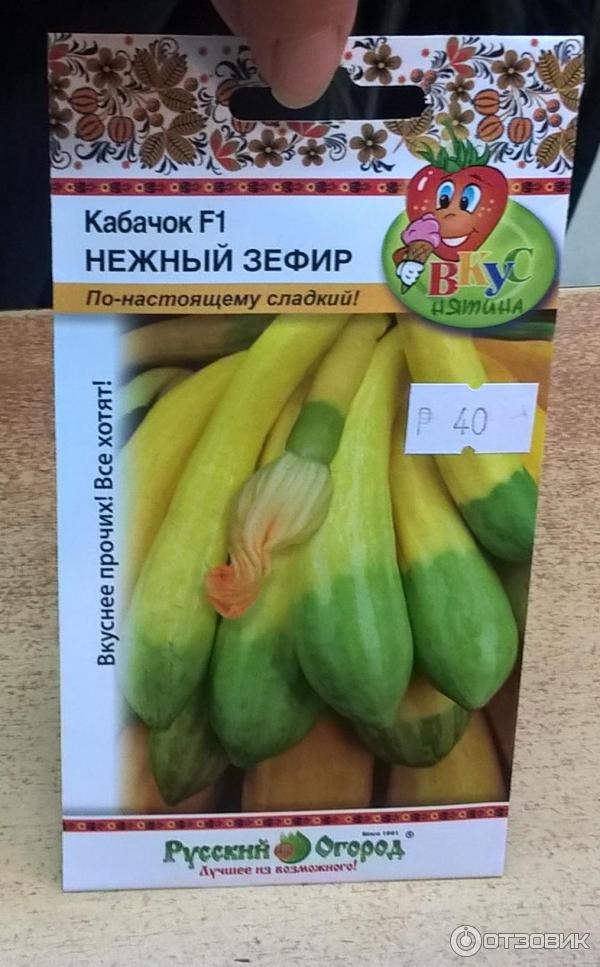 Кабачок F1
НЕЖНЫЙ ЗЕФИР
По-настоящему сладкий!
ВКУС
НЯТИНА
₽ 40
Вкуснее прочих! Все хотят!
Since 1991
Русский Огород ®
Лучшее из возможного!
ОТЗОВИК